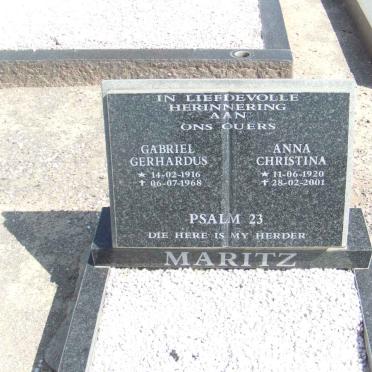 IN LIEFDEVOLLE
HERINNERING
AAN
ONS OUERS
GABRIEL
GERHARDUS
★ 14-02-1916
✝ 06-07-1968
ANNA
CHRISTINA
★ 11-06-1920
✝ 28-02-2001
PSALM 23
DIE HERE IS MY HERDER
MARITZ